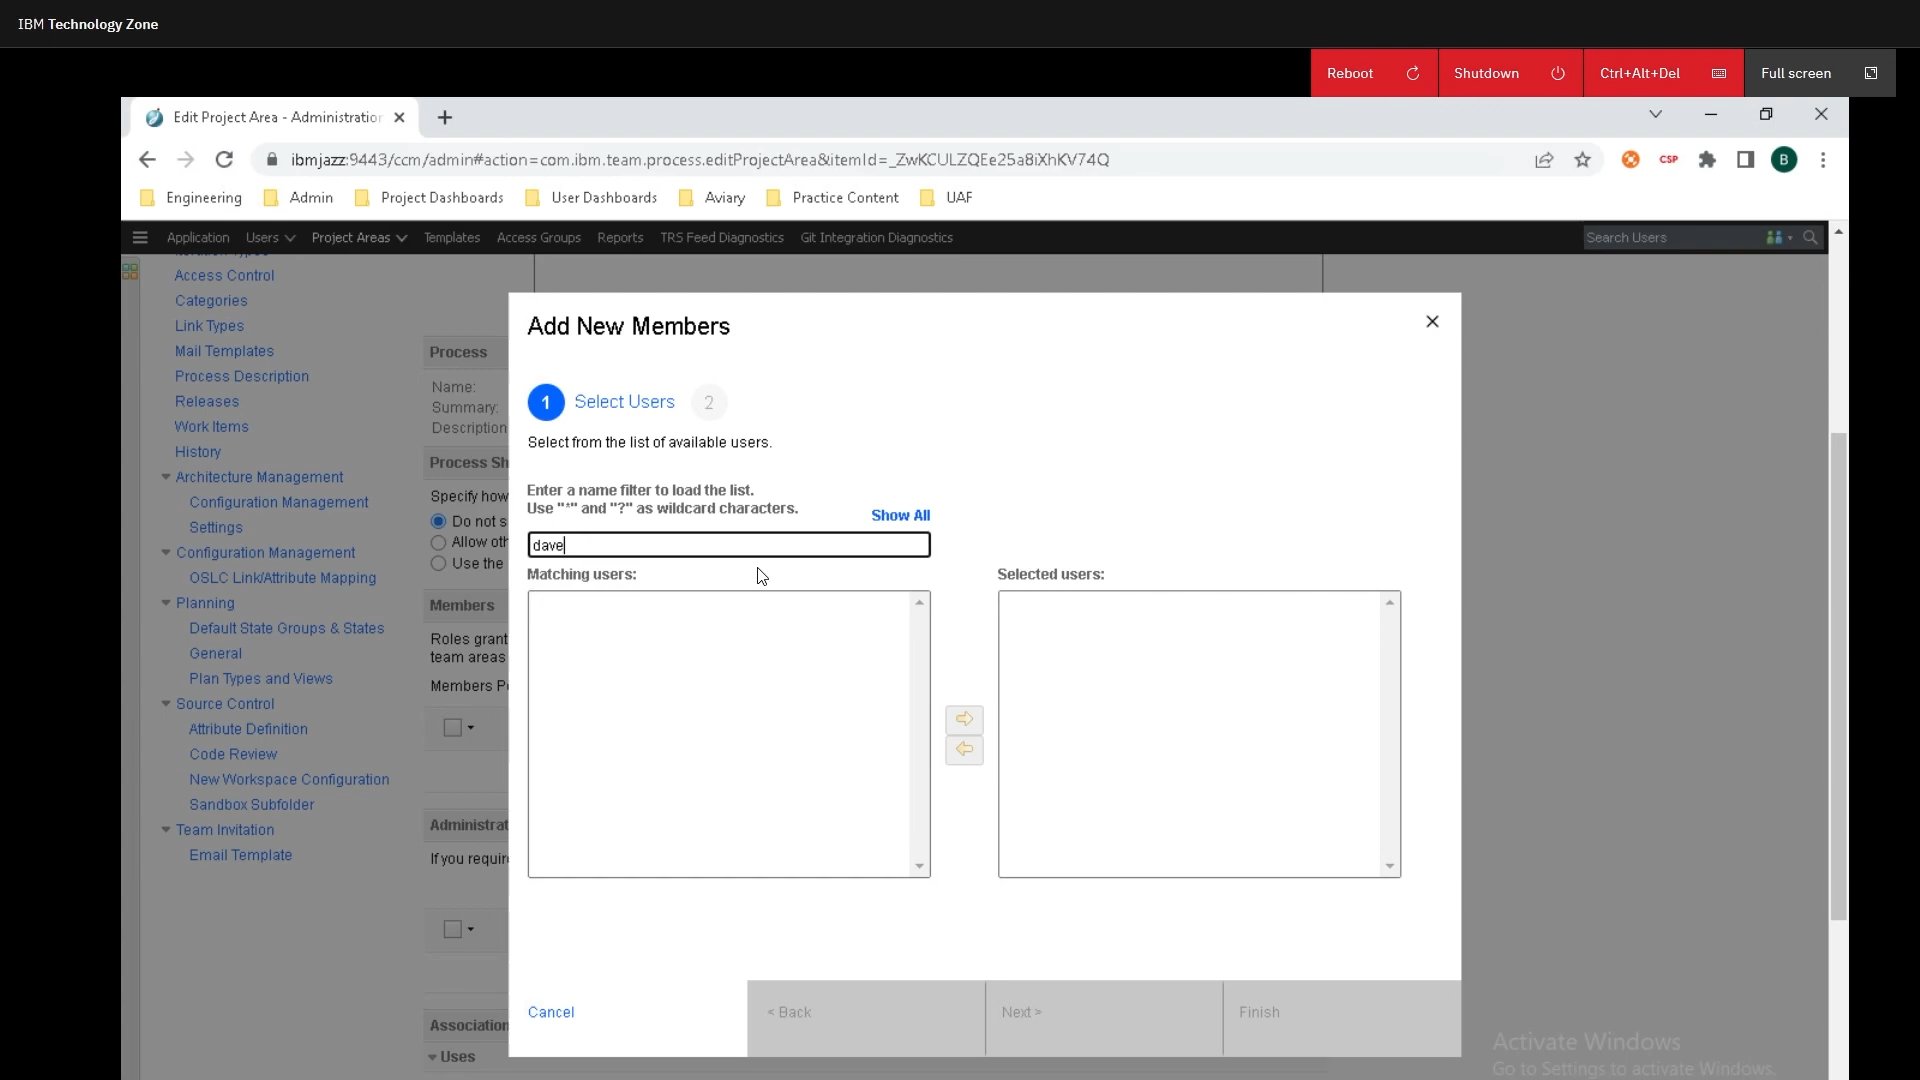 IBM Technology Zone
Reboot
Shutdown
Ctrl+Alt+Del
Full screen
Edit Project Area - Administration
ibmjazz:9443/ccm/admin#action=com.ibm.team.process.editProjectArea&itemId=_ZwKCULZQEe25a8iXhKV74Q
CSP
B
Engineering
Admin
Project Dashboards
User Dashboards
Aviary
Practice Content
UAF
Application
Users
Project Areas
Templates
Access Groups
Reports
TRS Feed Diagnostics
Git Integration Diagnostics
Search Users
Access Control
Categories
Link Types
Mail Templates
Process Description
Releases
Work Items
History
Architecture Management
Configuration Management
Settings
Configuration Management
OSLC Link/Attribute Mapping
Planning
Default State Groups & States
General
Plan Types and Views
Source Control
Attribute Definition
Code Review
New Workspace Configuration
Sandbox Subfolder
Team Invitation
Email Template
Process
Name:
Summary:
Description
Process Sh
Specify how
Do not s
Allow oth
Use the
Members
Roles grant
team areas
Members Po
Administrat
If you requir
Association
Uses
Add New Members
1 Select Users 2
Select from the list of available users.
Enter a name filter to load the list.
Use "*" and "?" as wildcard characters.
Show All
dave
Matching users:
Selected users:
Cancel
< Back
Next >
Finish
Activate Windows
Go to Settings to activate Windows.